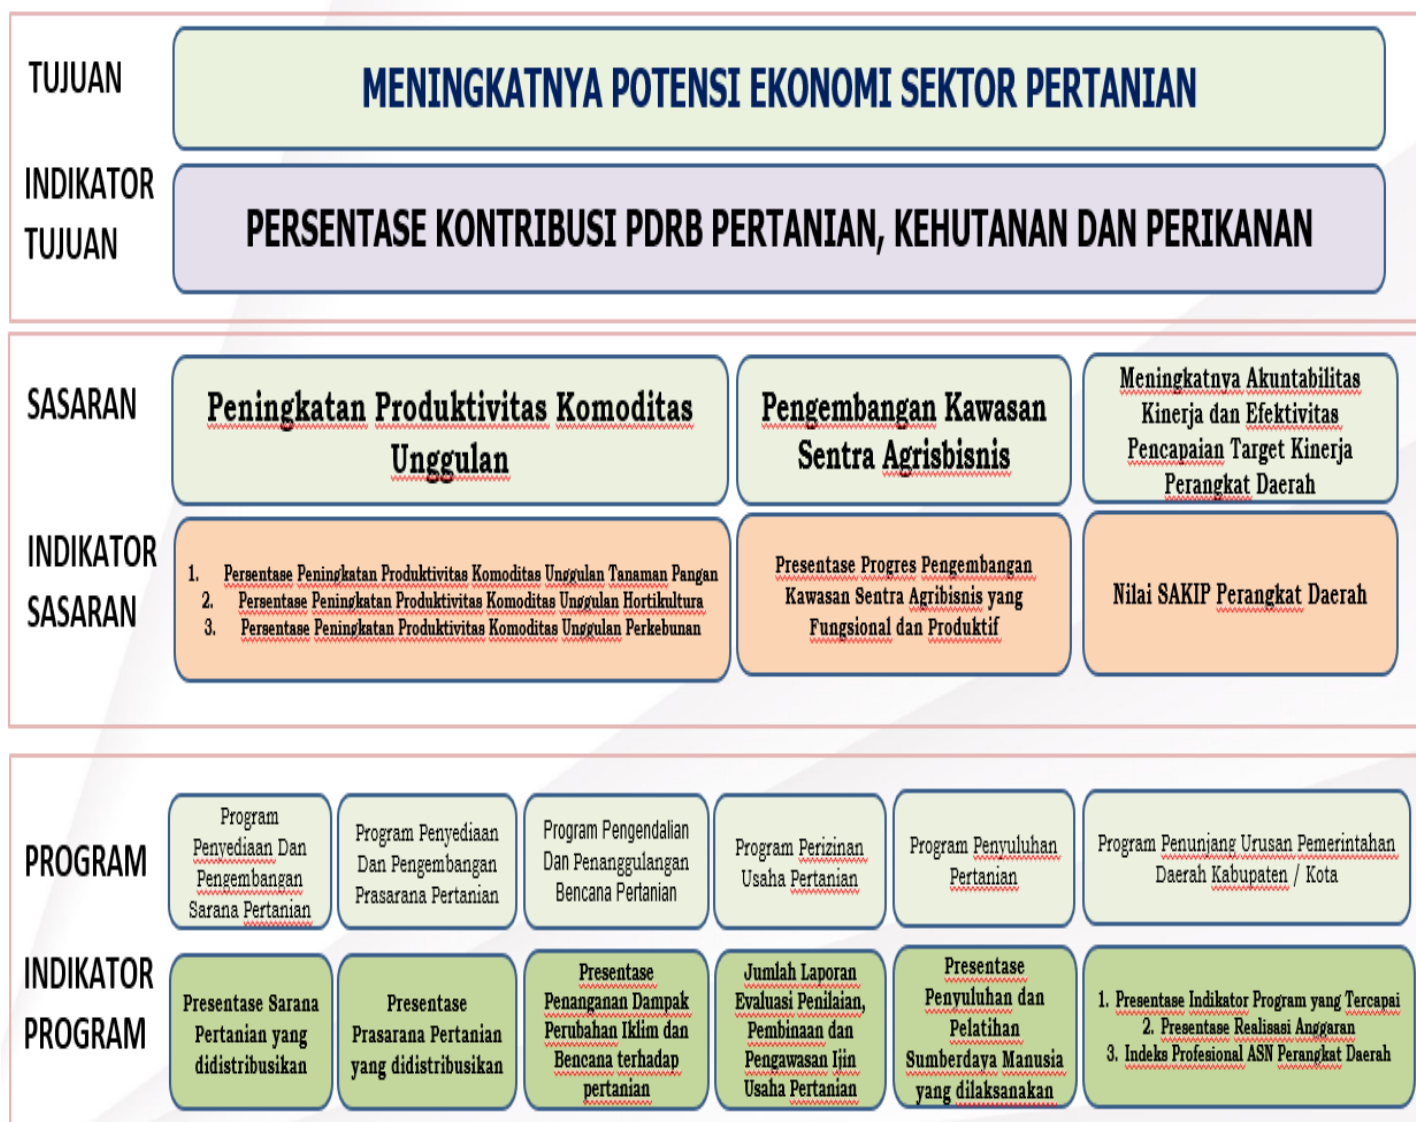 TUJUAN
MENINGKATNYA POTENSI EKONOMI SEKTOR PERTANIAN
INDIKATOR
TUJUAN
PERSENTASE KONTRIBUSI PDRB PERTANIAN, KEHUTANAN DAN PERIKANAN
SASARAN
Peningkatan Produktivitas Komoditas
Unggulan
Pengembangan Kawasan
Sentra Agrisbisnis
Meningkatnya Akuntabilitas
Kinerja dan Efektivitas
Pencapaian Target Kinerja
Perangkat Daerah
INDIKATOR
SASARAN
1. Persentase Peningkatan Produktivitas Komoditas Unggulan Tanaman Pangan
2. Persentase Peningkatan Produktivitas Komoditas Unggulan Hortikultura
3. Persentase Peningkatan Produktivitas Komoditas Unggulan Perkebunan
Presentase Progres Pengembangan
Kawasan Sentra Agribisnis yang
Fungsional dan Produktif
Nilai SAKIP Perangkat Daerah
PROGRAM
Program
Penyediaan Dan
Pengembangan
Sarana Pertanian
Program Penyediaan
Dan Pengembangan
Prasarana Pertanian
Program Pengendalian
Dan Penanggulangan
Bencana Pertanian
Program Perizinan
Usaha Pertanian
Program Penyuluhan
Pertanian
Program Penunjang Urusan Pemerintahan
Daerah Kabupaten / Kota
INDIKATOR
PROGRAM
Presentase Sarana
Pertanian yang
didistribusikan
Presentase
Prasarana Pertanian
yang didistribusikan
Presentase
Penanganan Dampak
Perubahan Iklim dan
Bencana terhadap
pertanian
Jumlah Laporan
Evaluasi Penilaian,
Pembinaan dan
Pengawasan Ijin
Usaha Pertanian
Presentase
Penyuluhan dan
Pelatihan
Sumberdaya Manusia
yang dilaksanakan
1. Presentase Indikator Program yang Tercapai
2. Presentase Realisasi Anggaran
3. Indeks Profesional ASN Perangkat Daerah